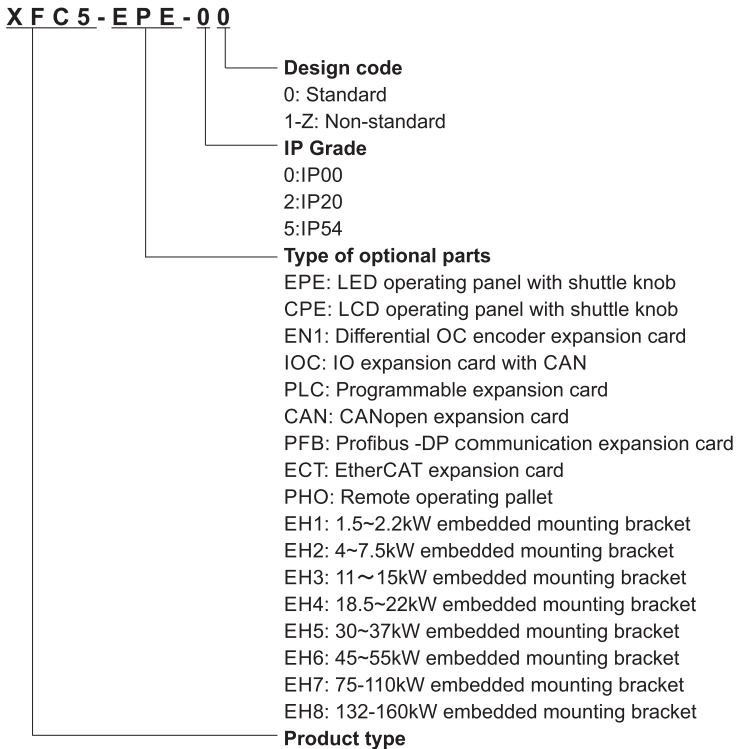 XFC5-EPE-00
Design code
0: Standard
1-Z: Non-standard
IP Grade
0:IP00
2:IP20
5:IP54
Type of optional parts
EPE: LED operating panel with shuttle knob
CPE: LCD operating panel with shuttle knob
EN1: Differential OC encoder expansion card
IOC: IO expansion card with CAN
PLC: Programmable expansion card
CAN: CANopen expansion card
PFB: Profibus -DP communication expansion card
ECT: EtherCAT expansion card
PHO: Remote operating pallet
EH1: 1.5~2.2kW embedded mounting bracket
EH2: 4~7.5kW embedded mounting bracket
EH3: 11～15kW embedded mounting bracket
EH4: 18.5~22kW embedded mounting bracket
EH5: 30~37kW embedded mounting bracket
EH6: 45~55kW embedded mounting bracket
EH7: 75-110kW embedded mounting bracket
EH8: 132-160kW embedded mounting bracket
Product type